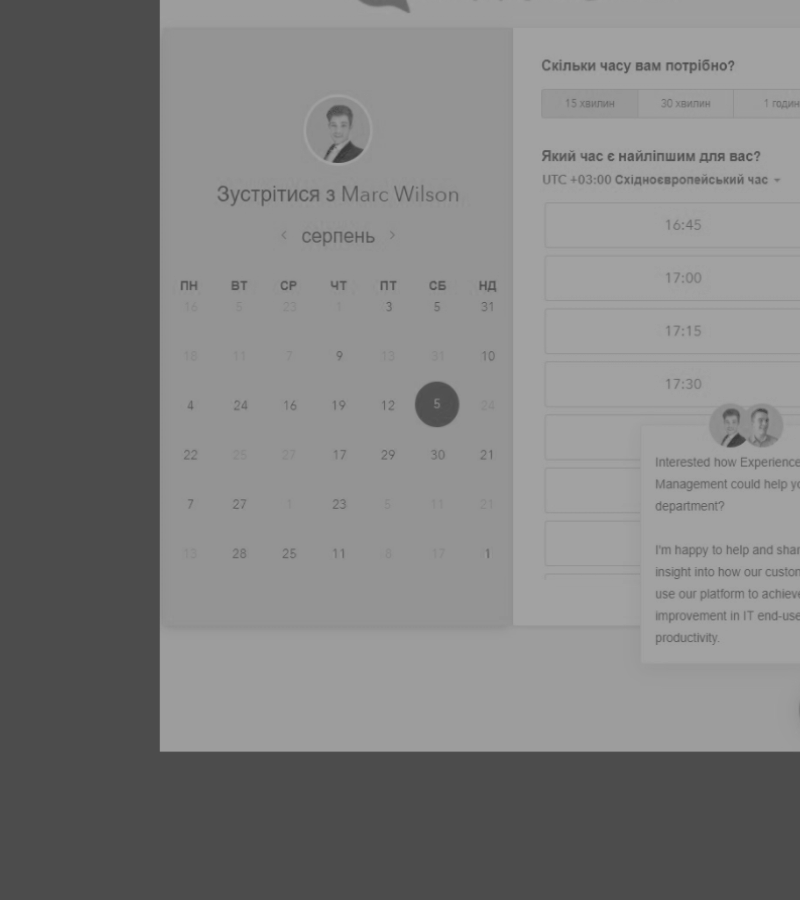 Зустрітися з Marc Wilson
серпень
ПН ВТ СР ЧТ ПТ СБ НД
16 5 23 1 3 5 31
18 11 7 9 13 31 10
4 24 16 19 12 5 24
22 25 27 17 29 30 21
7 27 1 23 5 11 21
13 28 25 11 8 17 1
Скільки часу вам потрібно?
15 хвилин 30 хвилин 1 годин
Який час є найліпшим для вас?
UTC +03:00 Східноєвропейський час
16:45
17:00
17:15
17:30
Interested how Experience
Management could help yo
department?
I'm happy to help and shar
insight into how our custon
use our platform to achieve
improvement in IT end-use
productivity.